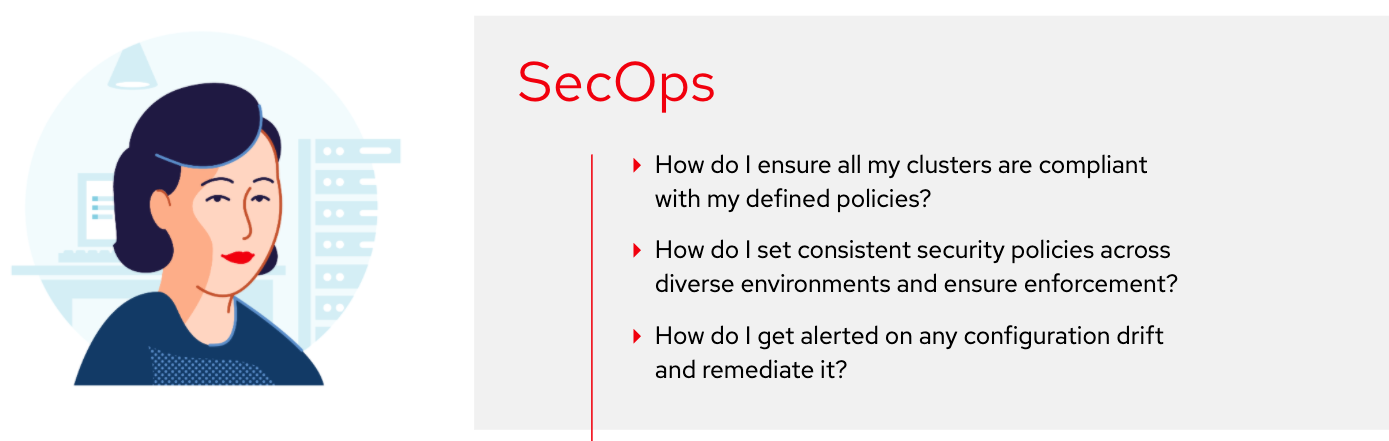 SecOps
How do I ensure all my clusters are compliant
with my defined policies?
How do I set consistent security policies across
diverse environments and ensure enforcement?
How do I get alerted on any configuration drift
and remediate it?